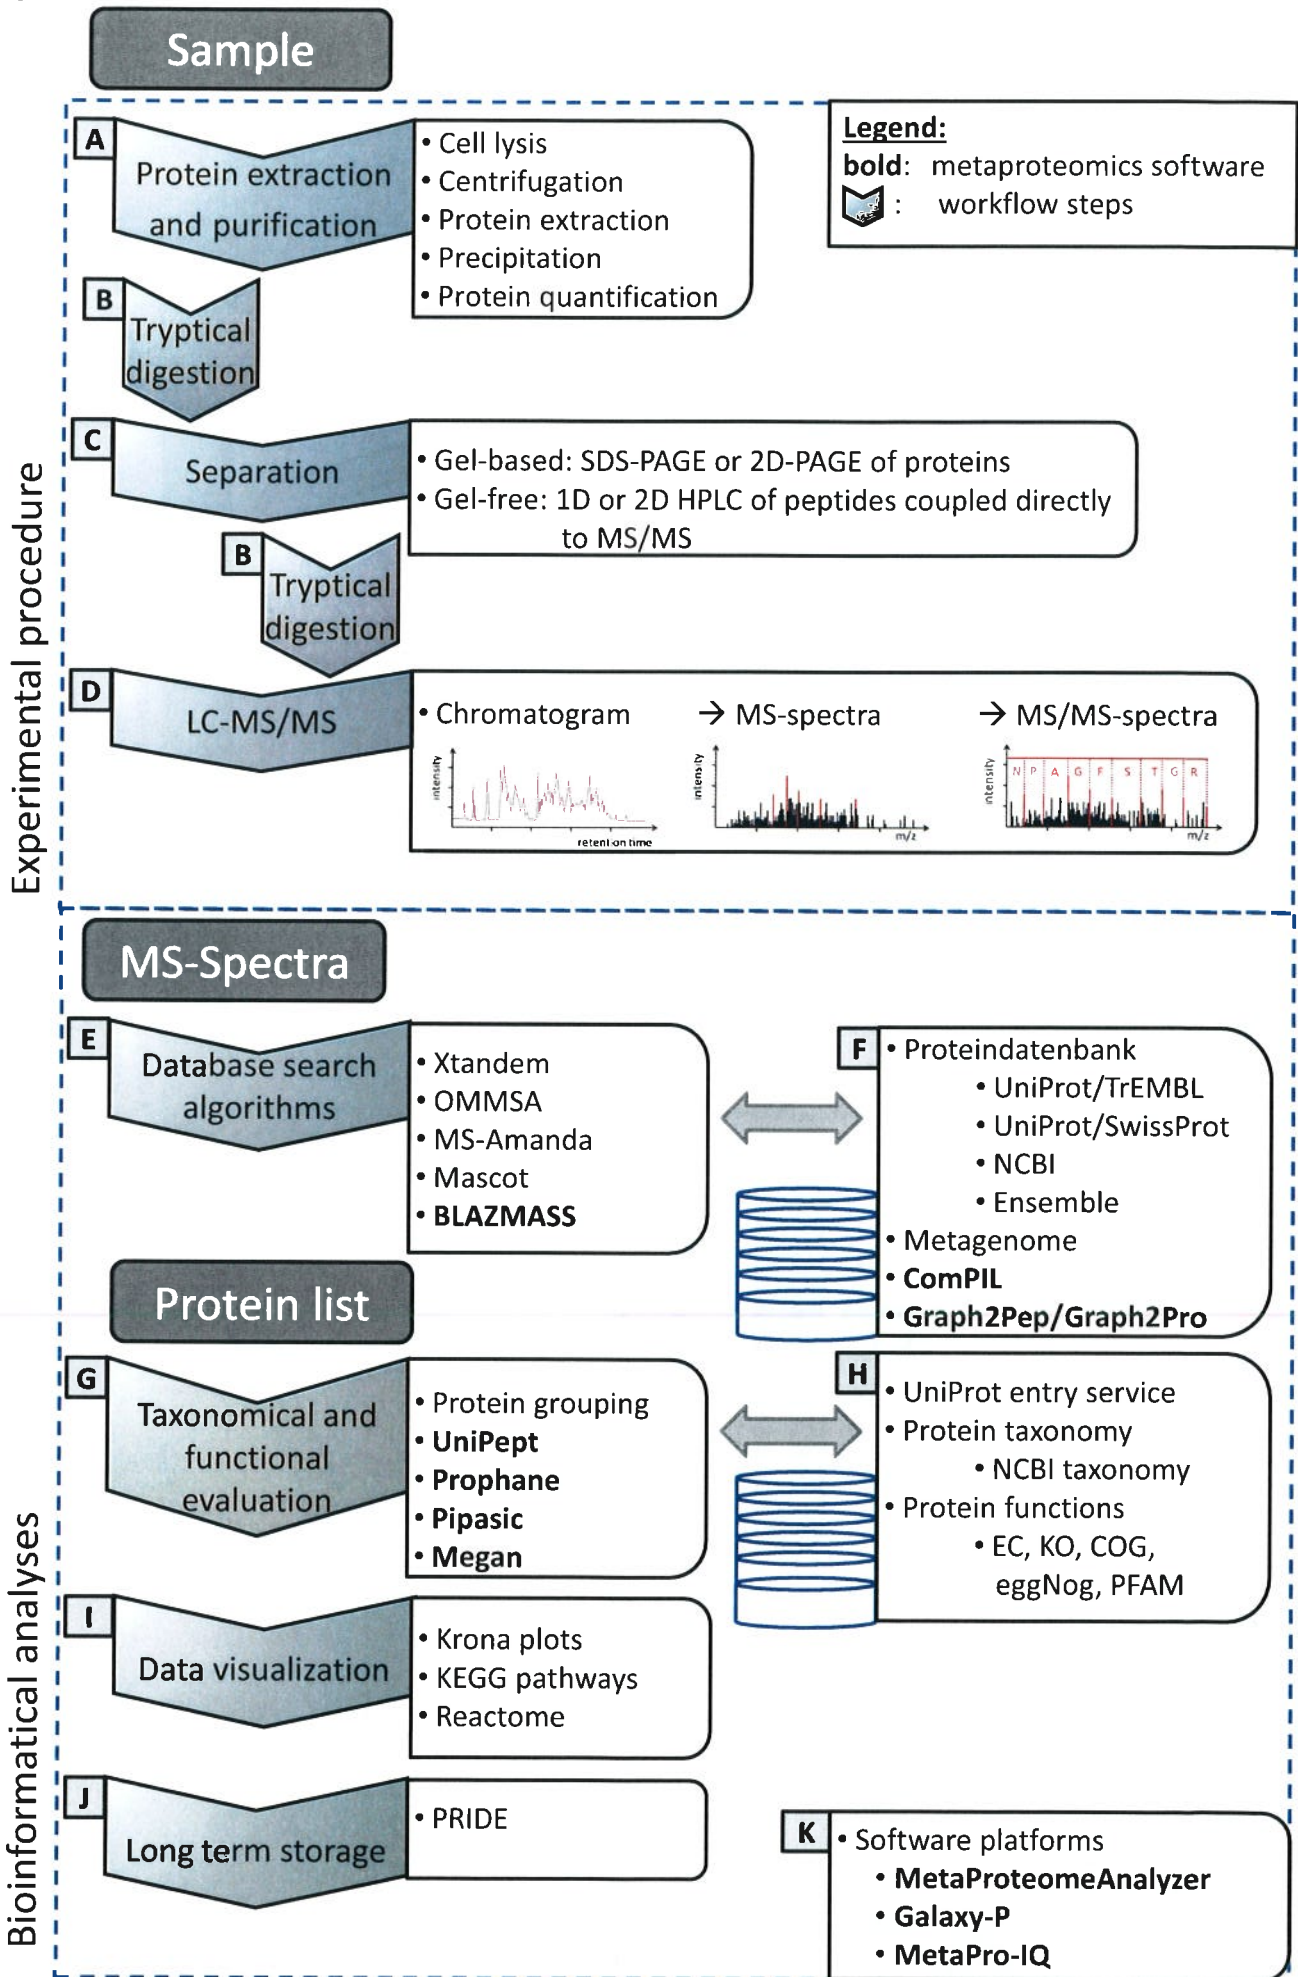 Sample
Legend:
bold: metaproteomics software
: workflow steps
Experimental procedure
A
Protein extraction
and purification
• Cell lysis
• Centrifugation
• Protein extraction
• Precipitation
• Protein quantification
B
Tryptical
digestion
C
Separation
• Gel-based: SDS-PAGE or 2D-PAGE of proteins
• Gel-free: 1D or 2D HPLC of peptides coupled directly
to MS/MS
B
Tryptical
digestion
D
LC-MS/MS
• Chromatogram → MS-spectra → MS/MS-spectra
intensity
retention time
intensity
m/z
intensity
N P A G F S T G R
m/z
Bioinformatical analyses
MS-Spectra
E
Database search
algorithms
• Xtandem
• OMMSA
• MS-Amanda
• Mascot
• BLAZMASS
F
• Proteindatenbank
• UniProt/TrEMBL
• UniProt/SwissProt
• NCBI
• Ensemble
• Metagenome
• ComPIL
• Graph2Pep/Graph2Pro
Protein list
G
Taxonomical and
functional
evaluation
• Protein grouping
• UniPept
• Prophane
• Pipasic
• Megan
H
• UniProt entry service
• Protein taxonomy
• NCBI taxonomy
• Protein functions
• EC, KO, COG,
eggNog, PFAM
I
Data visualization
• Krona plots
• KEGG pathways
• Reactome
J
Long term storage
• PRIDE
K
• Software platforms
• MetaProteomeAnalyzer
• Galaxy-P
• MetaPro-IQ